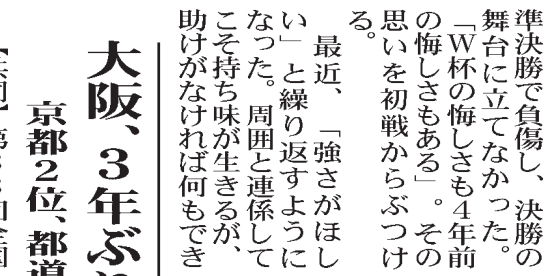 準決勝で負傷し、決勝の
舞台に立てなかった。
「W杯の悔しさも4年前
の悔しさもある」。その
思いを初戦からぶつけ
る。
最近、「強さがほし
い」と繰り返すように
なった。周囲と連係して
こそ持ち味が生きるが、
助けがなければ何もでき
大阪、3年ぶり
京都2位、都道
【共同】第